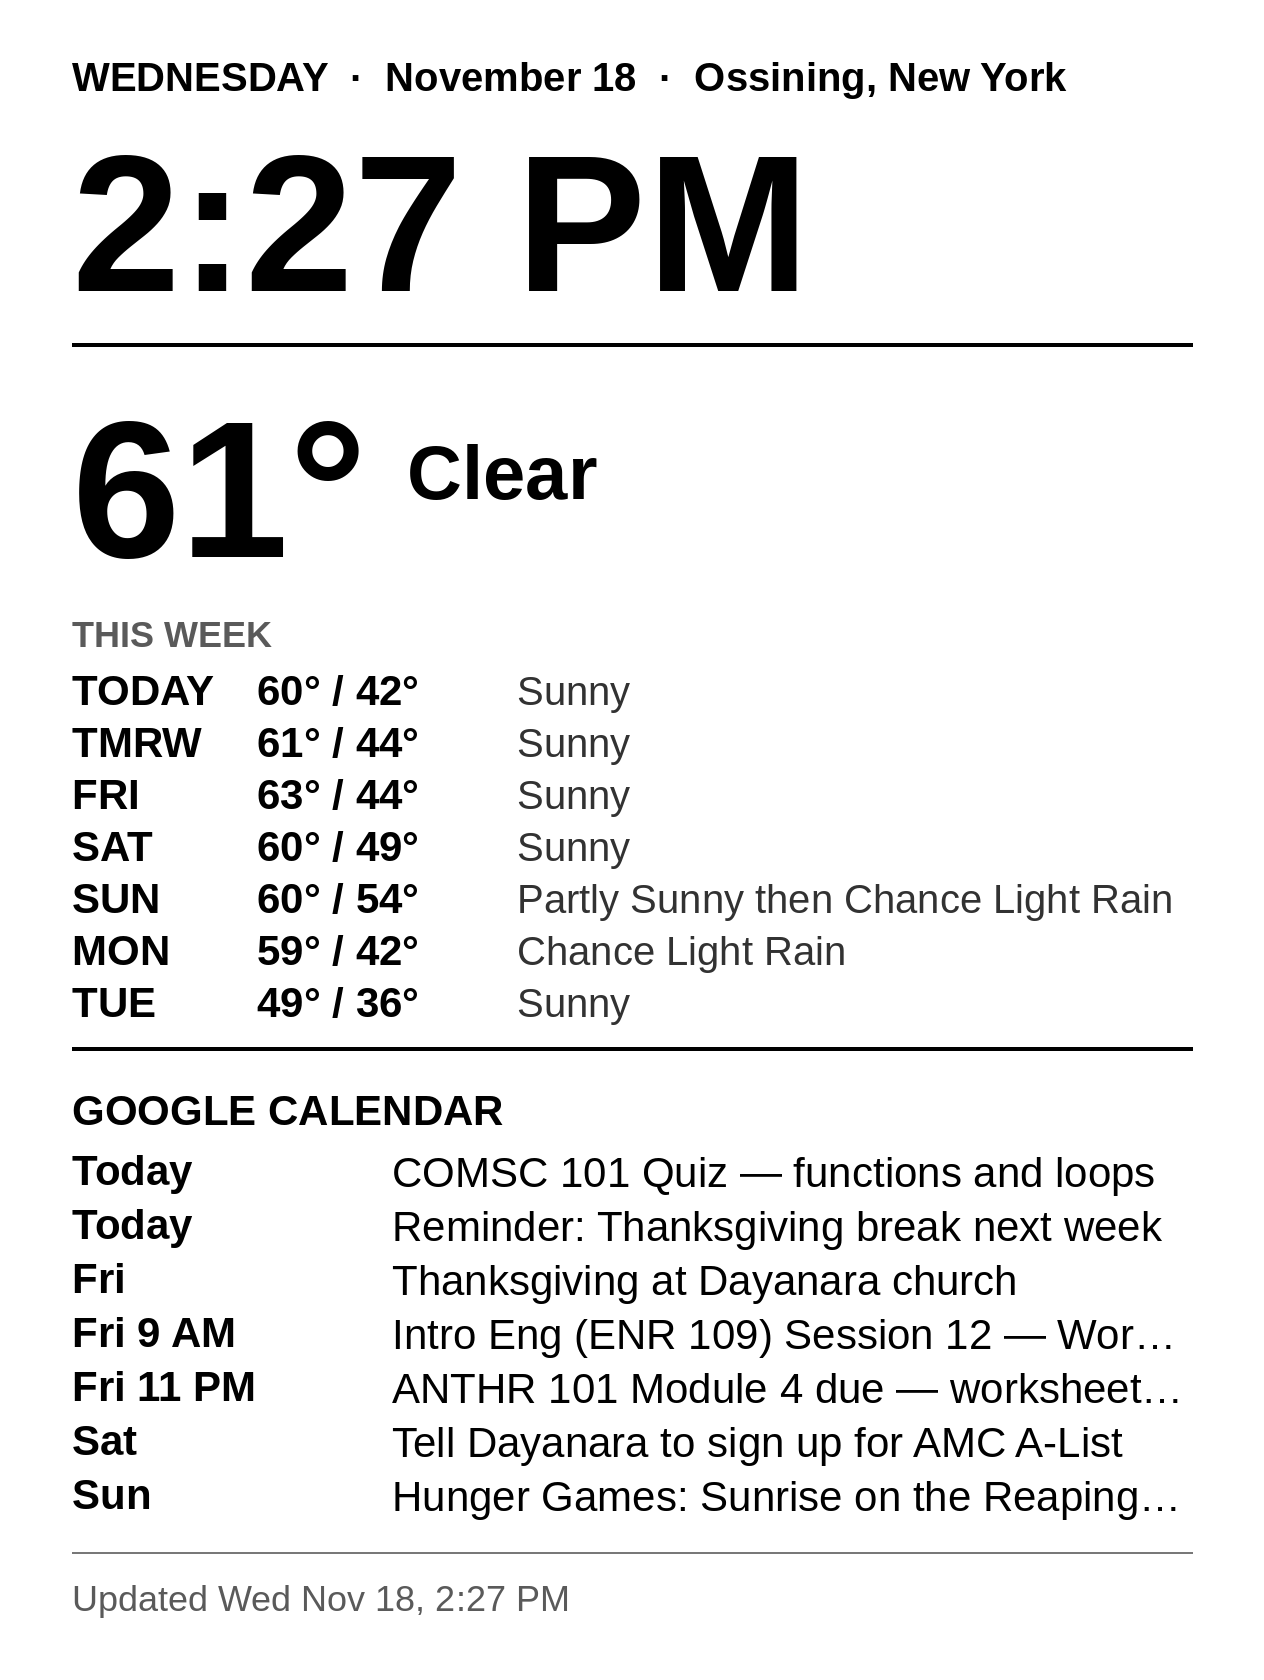 WEDNESDAY · November 18 · Ossining, New York
2:27 PM
61° Clear
THIS WEEK
TODAY 60° / 42° Sunny
TMRW 61° / 44° Sunny
FRI 63° / 44° Sunny
SAT 60° / 49° Sunny
SUN 60° / 54° Partly Sunny then Chance Light Rain
MON 59° / 42° Chance Light Rain
TUE 49° / 36° Sunny
GOOGLE CALENDAR
Today COMSC 101 Quiz — functions and loops
Today Reminder: Thanksgiving break next week
Fri Thanksgiving at Dayanara church
Fri 9 AM Intro Eng (ENR 109) Session 12 — Wor…
Fri 11 PM ANTHR 101 Module 4 due — worksheet…
Sat Tell Dayanara to sign up for AMC A-List
Sun Hunger Games: Sunrise on the Reaping…
Updated Wed Nov 18, 2:27 PM